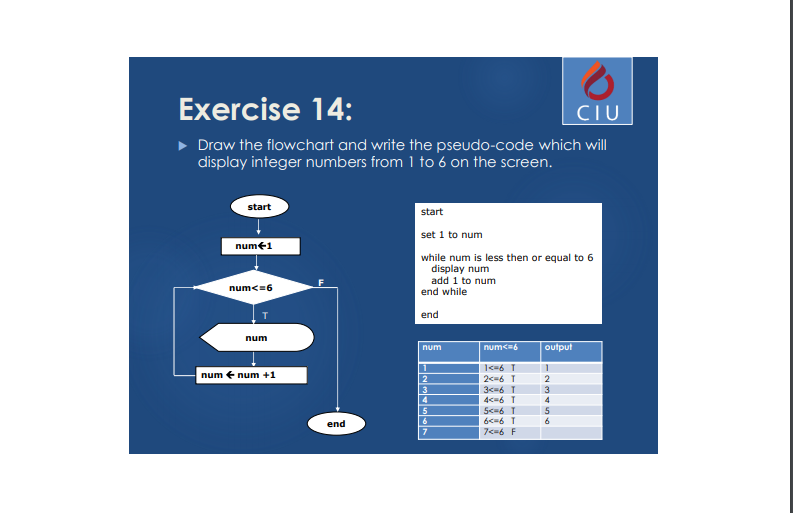 CIU
Exercise 14:
Draw the flowchart and write the pseudo-code which will
display integer numbers from 1 to 6 on the screen.
start
num←1
num<=6
F
T
num
num ← num +1
end
start
set 1 to num
while num is less then or equal to 6
display num
add 1 to num
end while
end
num num<=6 output
1 1<=6 T 1
2 2<=6 T 2
3 3<=6 T 3
4 4<=6 T 4
5 5<=6 T 5
6 6<=6 T 6
7 7<=6 F